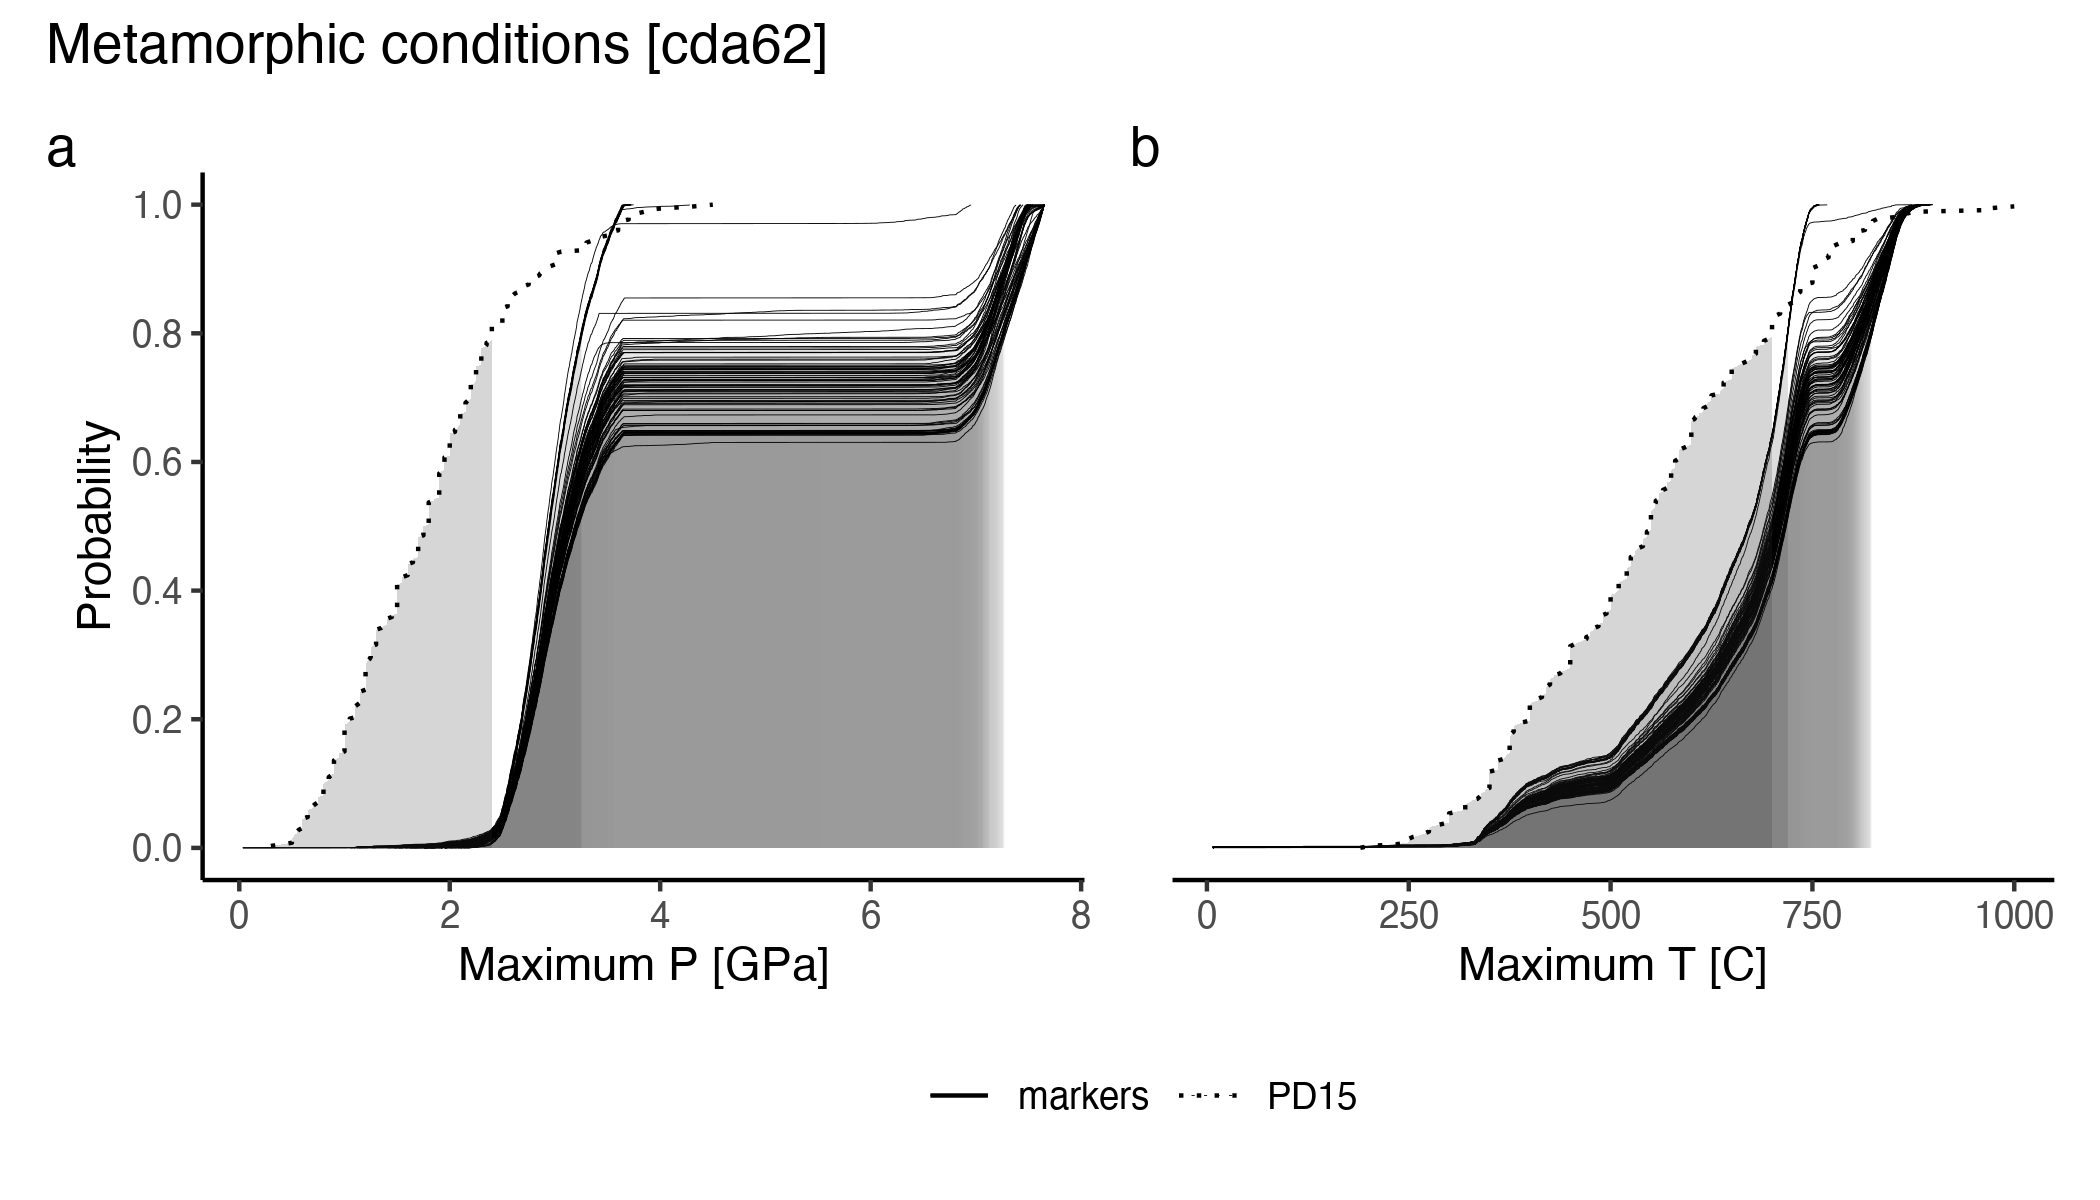 Metamorphic conditions [cda62]
a
b
1.0
0.8
0.6
0.4
0.2
0.0
Probability
0 2 4 6 8
0 250 500 750 1000
Maximum P [GPa]
Maximum T [C]
markers PD15